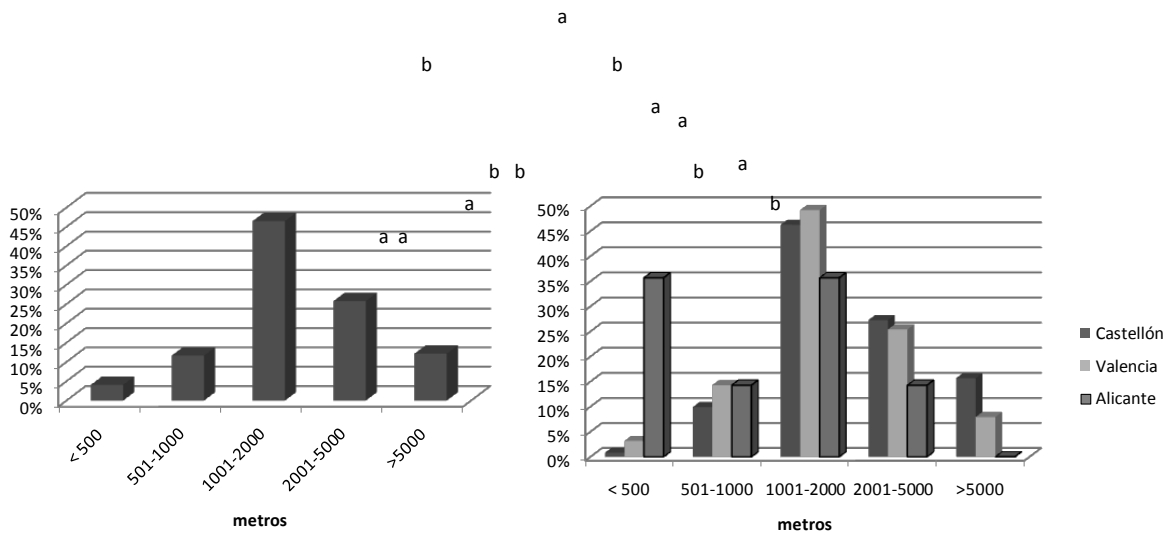 a
b
b
a
a
b b
b
a
a
b
a a
50%
45%
40%
35%
30%
25%
20%
15%
10%
5%
0%
< 500
501-1000
1001-2000
2001-5000
>5000
metros
50%
45%
40%
35%
30%
25%
20%
15%
10%
5%
0%
< 500 501-1000 1001-2000 2001-5000 >5000
metros
Castellón
Valencia
Alicante